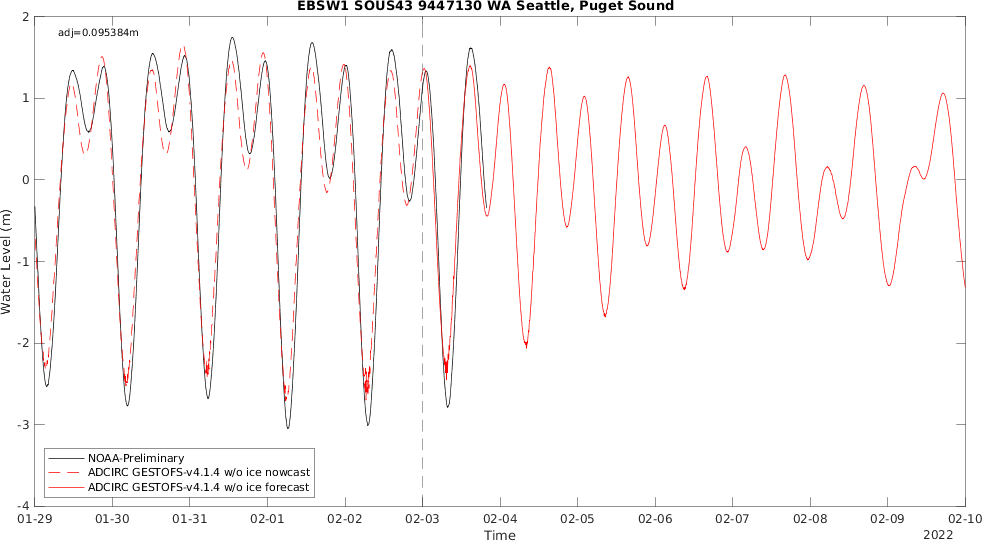 EBSW1 SOUS43 9447130 WA Seattle, Puget Sound
adj=0.095384m
2
1
0
-1
-2
-3
-4
Water Level (m)
NOAA-Preliminary
ADCIRC GESTOFS-v4.1.4 w/o ice nowcast
ADCIRC GESTOFS-v4.1.4 w/o ice forecast
01-29 01-30 01-31 02-01 02-02 02-03 02-04 02-05 02-06 02-07 02-08 02-09 02-10
Time
2022